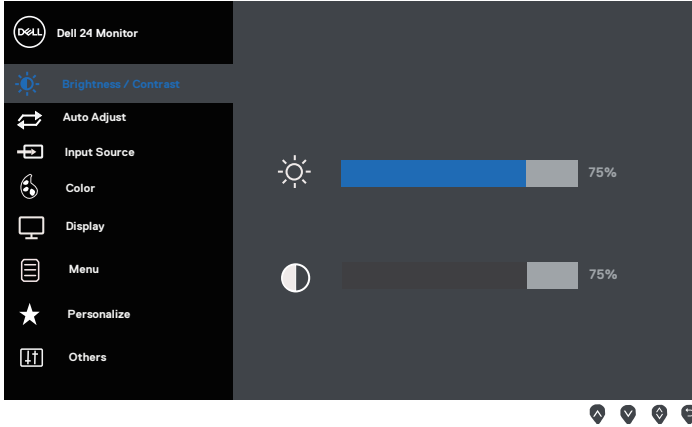 DELL Dell 24 Monitor
Brightness / Contrast
Auto Adjust
Input Source
Color
Display
Menu
Personalize
Others
75%
75%